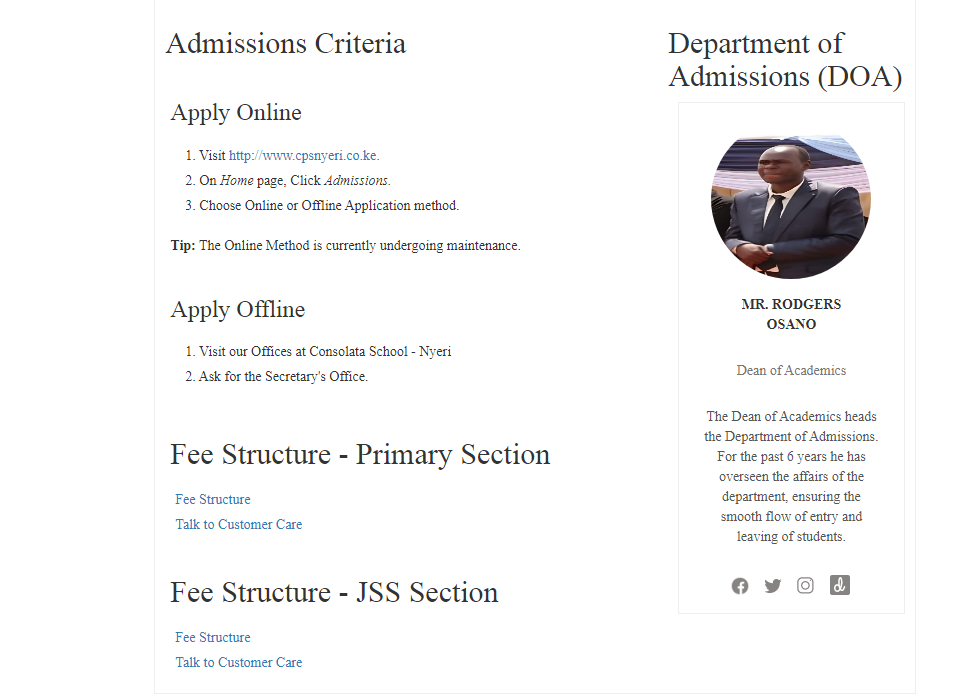 Admissions Criteria
Apply Online
1. Visit http://www.cpsnyeri.co.ke.
2. On Home page, Click Admissions.
3. Choose Online or Offline Application method.
Tip: The Online Method is currently undergoing maintenance.
Apply Offline
1. Visit our Offices at Consolata School - Nyeri
2. Ask for the Secretary's Office.
Fee Structure - Primary Section
Fee Structure
Talk to Customer Care
Fee Structure - JSS Section
Fee Structure
Talk to Customer Care
Department of
Admissions (DOA)
MR. RODGERS
OSANO
Dean of Academics
The Dean of Academics heads
the Department of Admissions.
For the past 6 years he has
overseen the affairs of the
department, ensuring the
smooth flow of entry and
leaving of students.